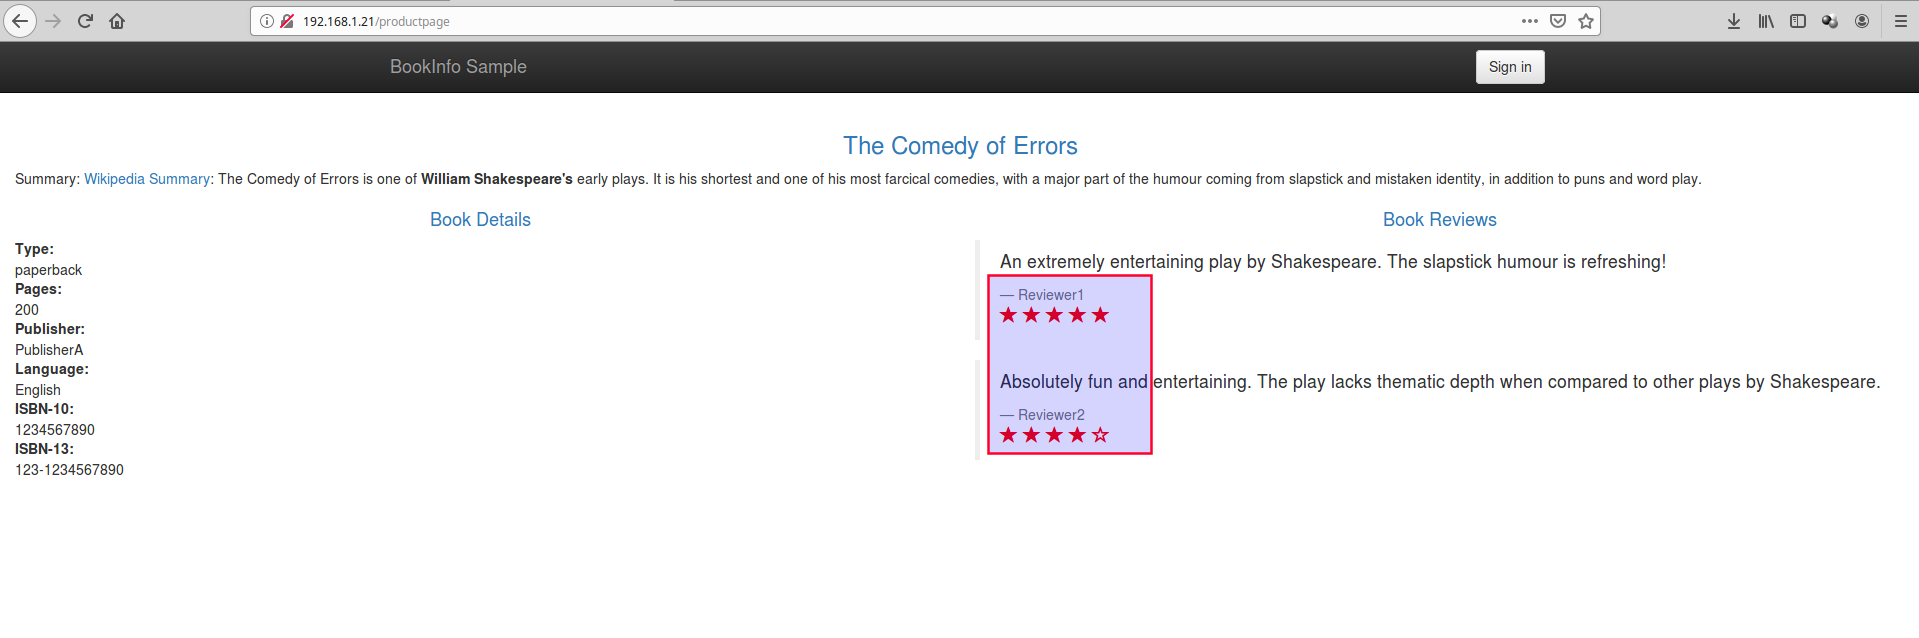 192.168.1.21/productpage
BookInfo Sample
Sign in
The Comedy of Errors
Summary: Wikipedia Summary: The Comedy of Errors is one of William Shakespeare's early plays. It is his shortest and one of his most farcical comedies, with a major part of the humour coming from slapstick and mistaken identity, in addition to puns and word play.
Book Details
Type:
paperback
Pages:
200
Publisher:
PublisherA
Language:
English
ISBN-10:
1234567890
ISBN-13:
123-1234567890
Book Reviews
An extremely entertaining play by Shakespeare. The slapstick humour is refreshing!
— Reviewer1
★★★★★
Absolutely fun and entertaining. The play lacks thematic depth when compared to other plays by Shakespeare.
— Reviewer2
★★★★☆